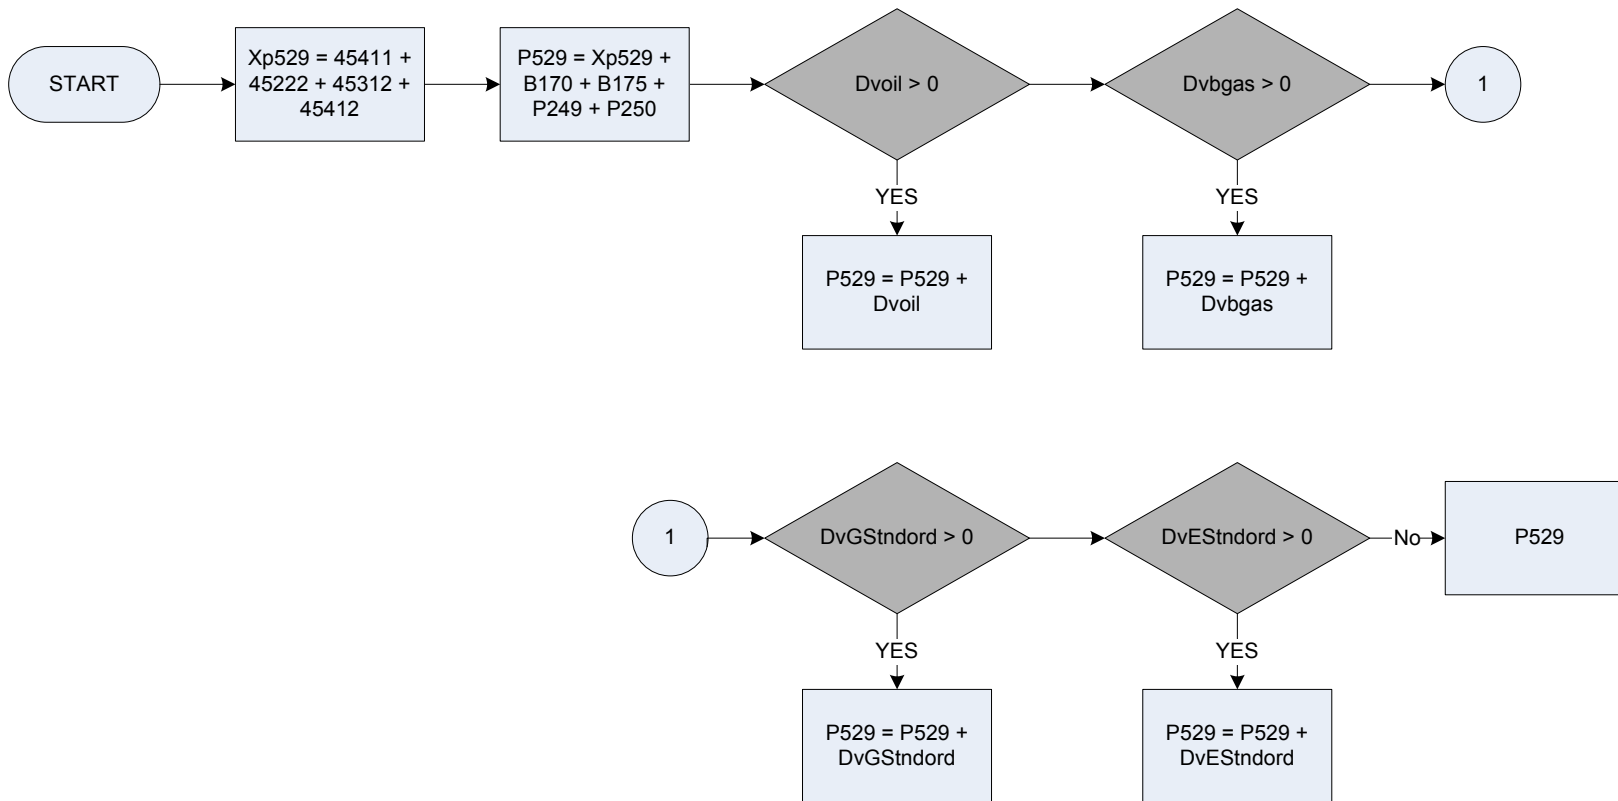 START
Xp529 = 45411 +
45222 + 45312 +
45412
P529 = Xp529 +
B170 + B175 +
P249 + P250
Dvoil > 0
Dvbgas > 0
1
YES
YES
P529 = P529 +
Dvoil
P529 = P529 +
Dvbgas
1
DvGStndord > 0
DvEStndord > 0
No
P529
YES
YES
P529 = P529 +
DvGStndord
P529 = P529 +
DvEStndord